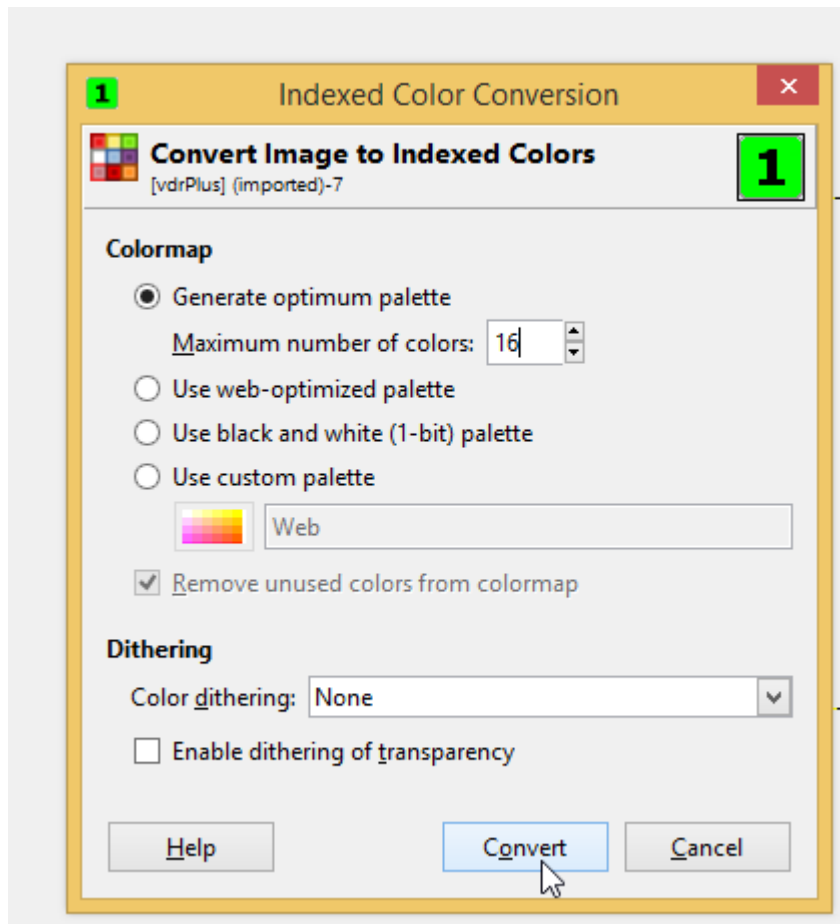 1 Indexed Color Conversion ×
Convert Image to Indexed Colors 1
[vdrPlus] (imported)-7
Colormap
Generate optimum palette
Maximum number of colors: 16
Use web-optimized palette
Use black and white (1-bit) palette
Use custom palette
Web
Remove unused colors from colormap
Dithering
Color dithering: None
Enable dithering of transparency
Help Convert Cancel